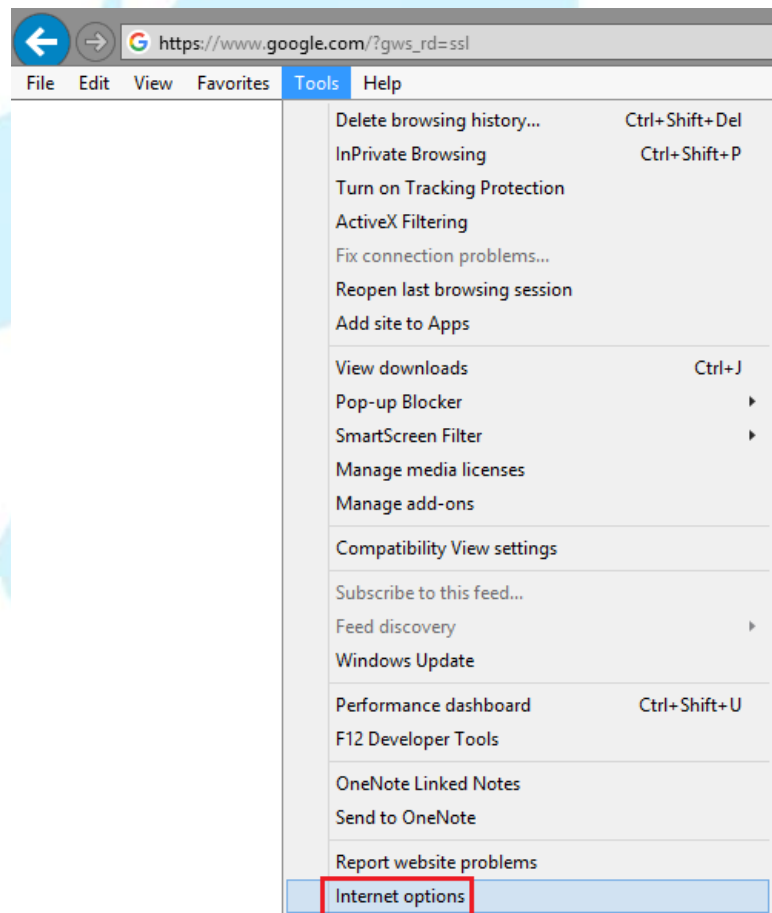 https://www.google.com/?gws_rd=ssl
File Edit View Favorites Tools Help
Delete browsing history... Ctrl+Shift+Del
InPrivate Browsing Ctrl+Shift+P
Turn on Tracking Protection
ActiveX Filtering
Fix connection problems...
Reopen last browsing session
Add site to Apps
View downloads Ctrl+J
Pop-up Blocker
SmartScreen Filter
Manage media licenses
Manage add-ons
Compatibility View settings
Subscribe to this feed...
Feed discovery
Windows Update
Performance dashboard Ctrl+Shift+U
F12 Developer Tools
OneNote Linked Notes
Send to OneNote
Report website problems
Internet options